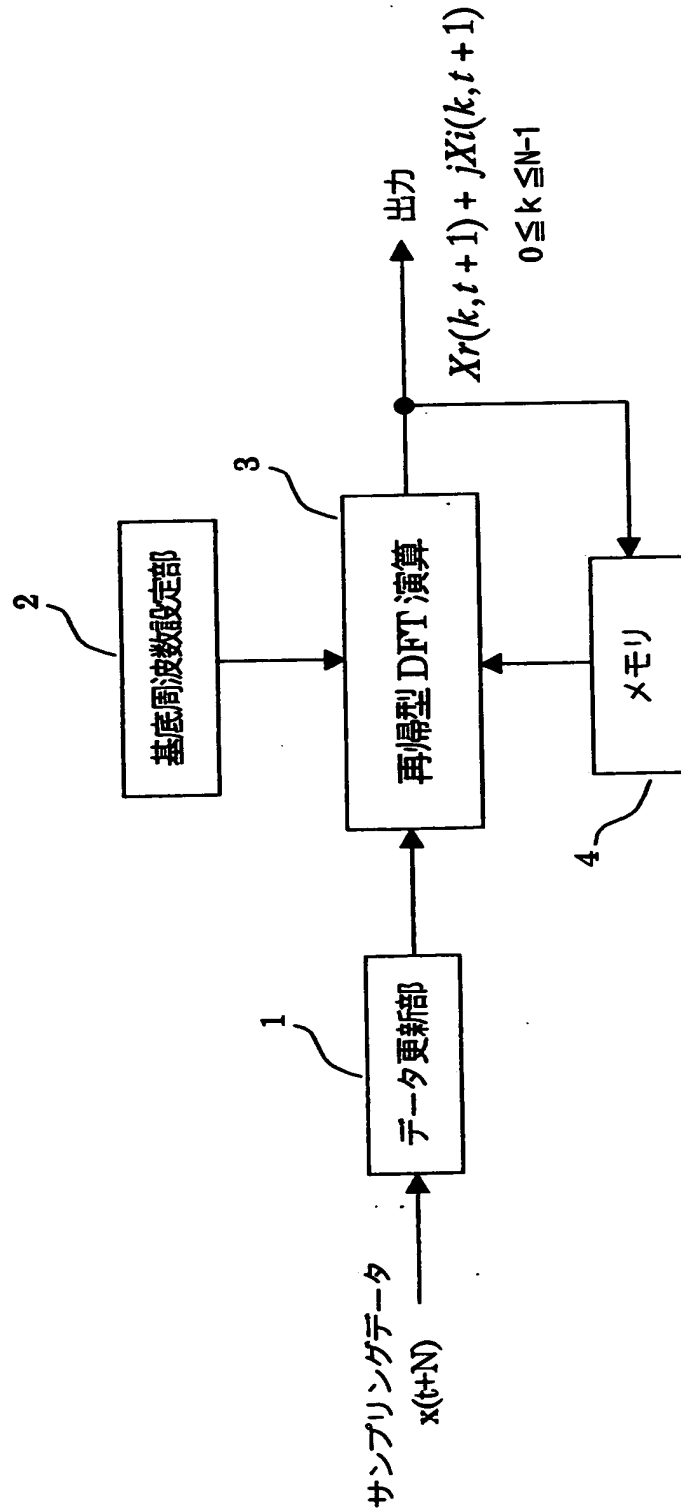 サンプリングデータ
x(t+N)
1
データ更新部
2
基底周波数設定部
3
再帰型 DFT 演算
4
メモリ
出力
Xr(k,t+1) + jXi(k,t+1)
0≦k≦N-1